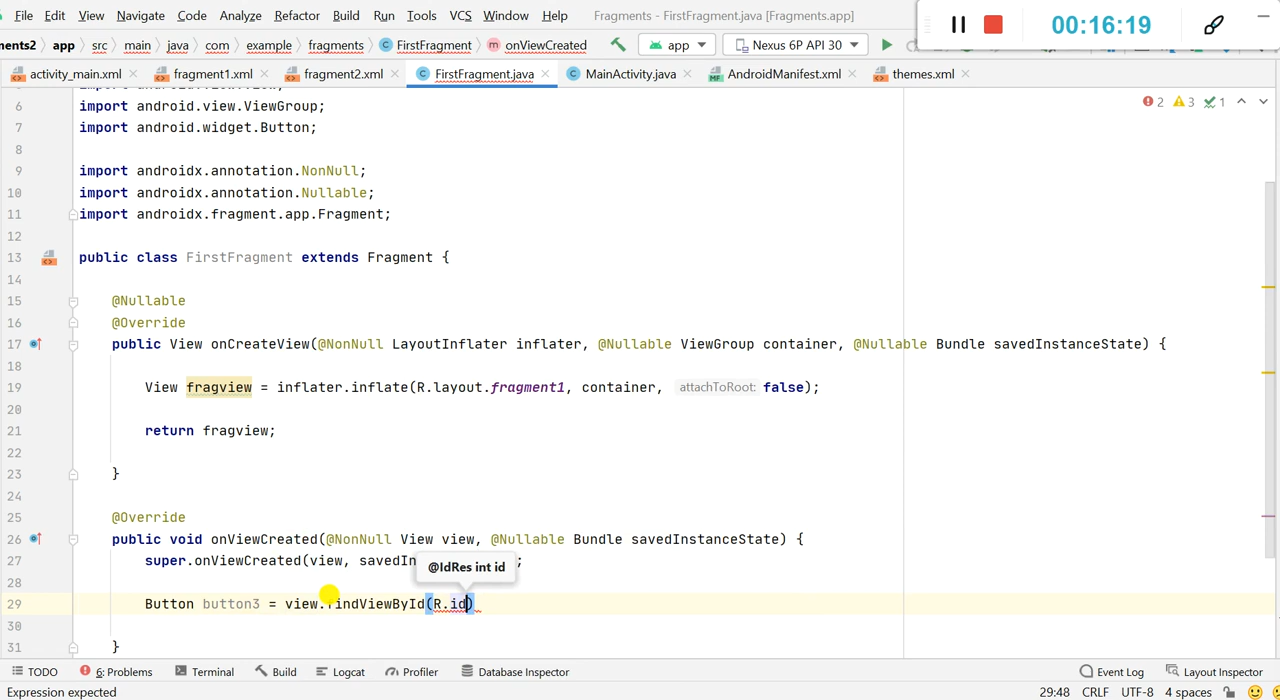 File Edit View Navigate Code Analyze Refactor Build Run Tools VCS Window Help Fragments - FirstFragment.java [Fragments.app]
00:16:19
ments2 app src main java com example fragments FirstFragment onViewCreated app Nexus 6P API 30
activity_main.xml fragment1.xml fragment2.xml FirstFragment.java MainActivity.java AndroidManifest.xml themes.xml
2 3 1
6 import android.view.ViewGroup;
7 import android.widget.Button;
8
9 import androidx.annotation.NonNull;
10 import androidx.annotation.Nullable;
11 import androidx.fragment.app.Fragment;
12
13 public class FirstFragment extends Fragment {
14
15 @Nullable
16 @Override
17 public View onCreateView(@NonNull LayoutInflater inflater, @Nullable ViewGroup container, @Nullable Bundle savedInstanceState) {
18
19 View fragview = inflater.inflate(R.layout.fragment1, container, attachToRoot: false);
20
21 return fragview;
22
23 }
24
25 @Override
26 public void onViewCreated(@NonNull View view, @Nullable Bundle savedInstanceState) {
27 super.onViewCreated(view, savedIn ;
@IdRes int id
28
29 Button button3 = view.findViewById(R.id)
30
31 }
TODO 6: Problems Terminal Build Logcat Profiler Database Inspector Event Log Layout Inspector
Expression expected 29:48 CRLF UTF-8 4 spaces